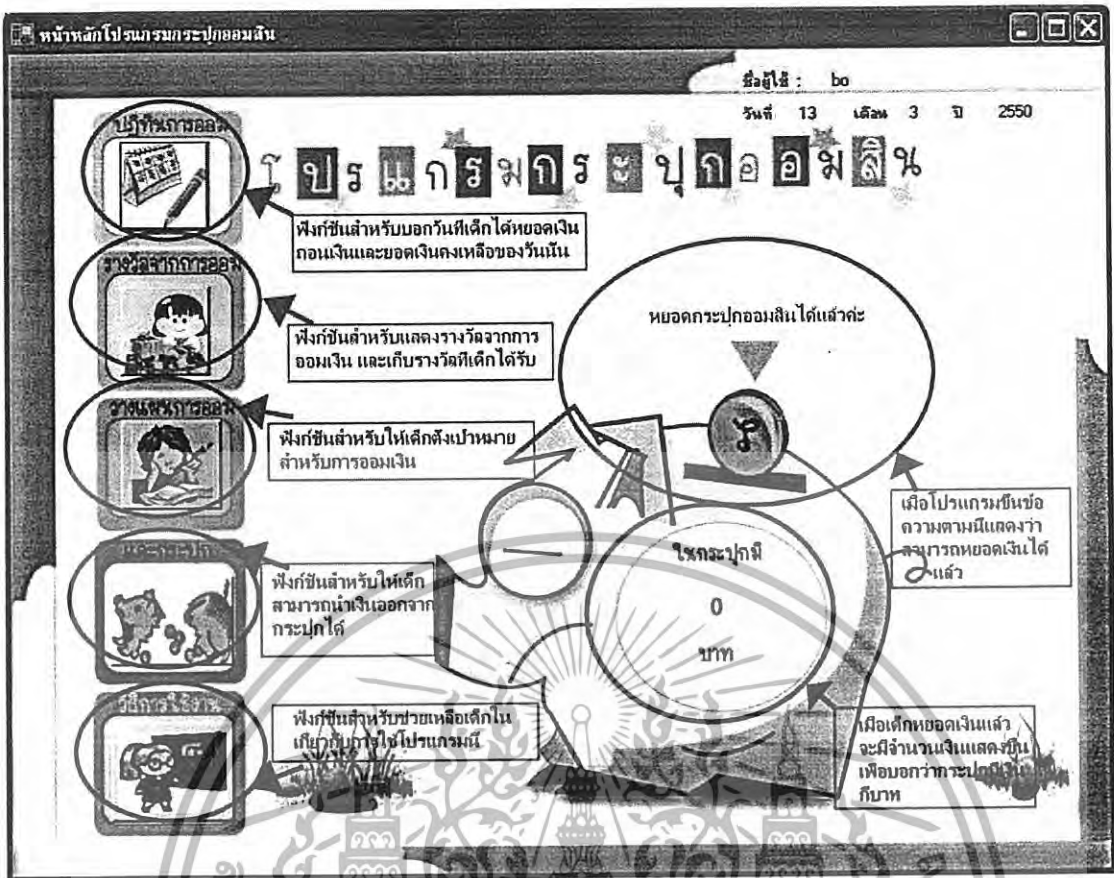 หน้าหลักโปรแกรมกระปุกออมสิน
ชื่อผู้ใช้ : bo
วันที่ 13 เดือน 3 ปี 2550
โปรแกรมกระปุกออมสิน
ปฏิทินการออม
ฟังก์ชันสำหรับบอกวันที่เด็กได้หยอดเงิน
ถอนเงินและยอดเงินคงเหลือของวันนั้น
รางวัลจากการออม
ฟังก์ชันสำหรับแสดงรางวัลจากการ
ออมเงิน และเก็บรางวัลที่เด็กได้รับ
หยอดกระปุกออมสินได้แล้วค่ะ
วางแผนการออม
ฟังก์ชันสำหรับให้เด็กตั้งเป้าหมาย
สำหรับการออมเงิน
เมื่อโปรแกรมขึ้นข้อ
ความตามนี้แสดงว่า
สามารถหยอดเงินได้
แล้ว
แคะกระปุก
ฟังก์ชันสำหรับให้เด็ก
สามารถนำเงินออกจาก
กระปุกได้
ในกระปุกมี
0
บาท
วิธีการใช้งาน
ฟังก์ชันสำหรับช่วยเหลือเด็กใน
เกี่ยวกับการใช้โปรแกรมนี้
เมื่อเด็กหยอดเงินแล้ว
จะมีจำนวนเงินแสดงขึ้น
เพื่อบอกว่ากระปุกมีเงิน
กี่บาท